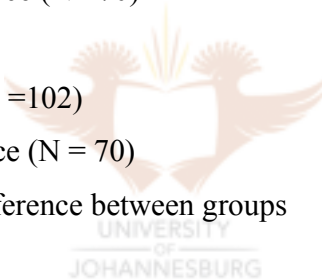 =102)
ce (N = 70)
ference between groups
UNIVERSITY
OF
JOHANNESBURG